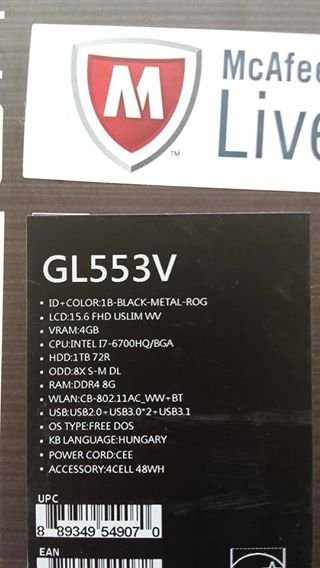 McAfee
M
TM
Live
GL553V
• ID+COLOR:1B-BLACK-METAL-ROG
• LCD:15.6 FHD USLIM WV
• VRAM:4GB
• CPU:INTEL I7-6700HQ/BGA
• HDD:1TB 72R
• ODD:8X S-M DL
• RAM:DDR4 8G
• WLAN:CB-802.11AC_WW+BT
• USB:USB2.0+USB3.0*2+USB3.1
• OS TYPE:FREE DOS
• KB LANGUAGE:HUNGARY
• POWER CORD:CEE
• ACCESSORY:4CELL 48WH
UPC
8 89349 54907 0
EAN